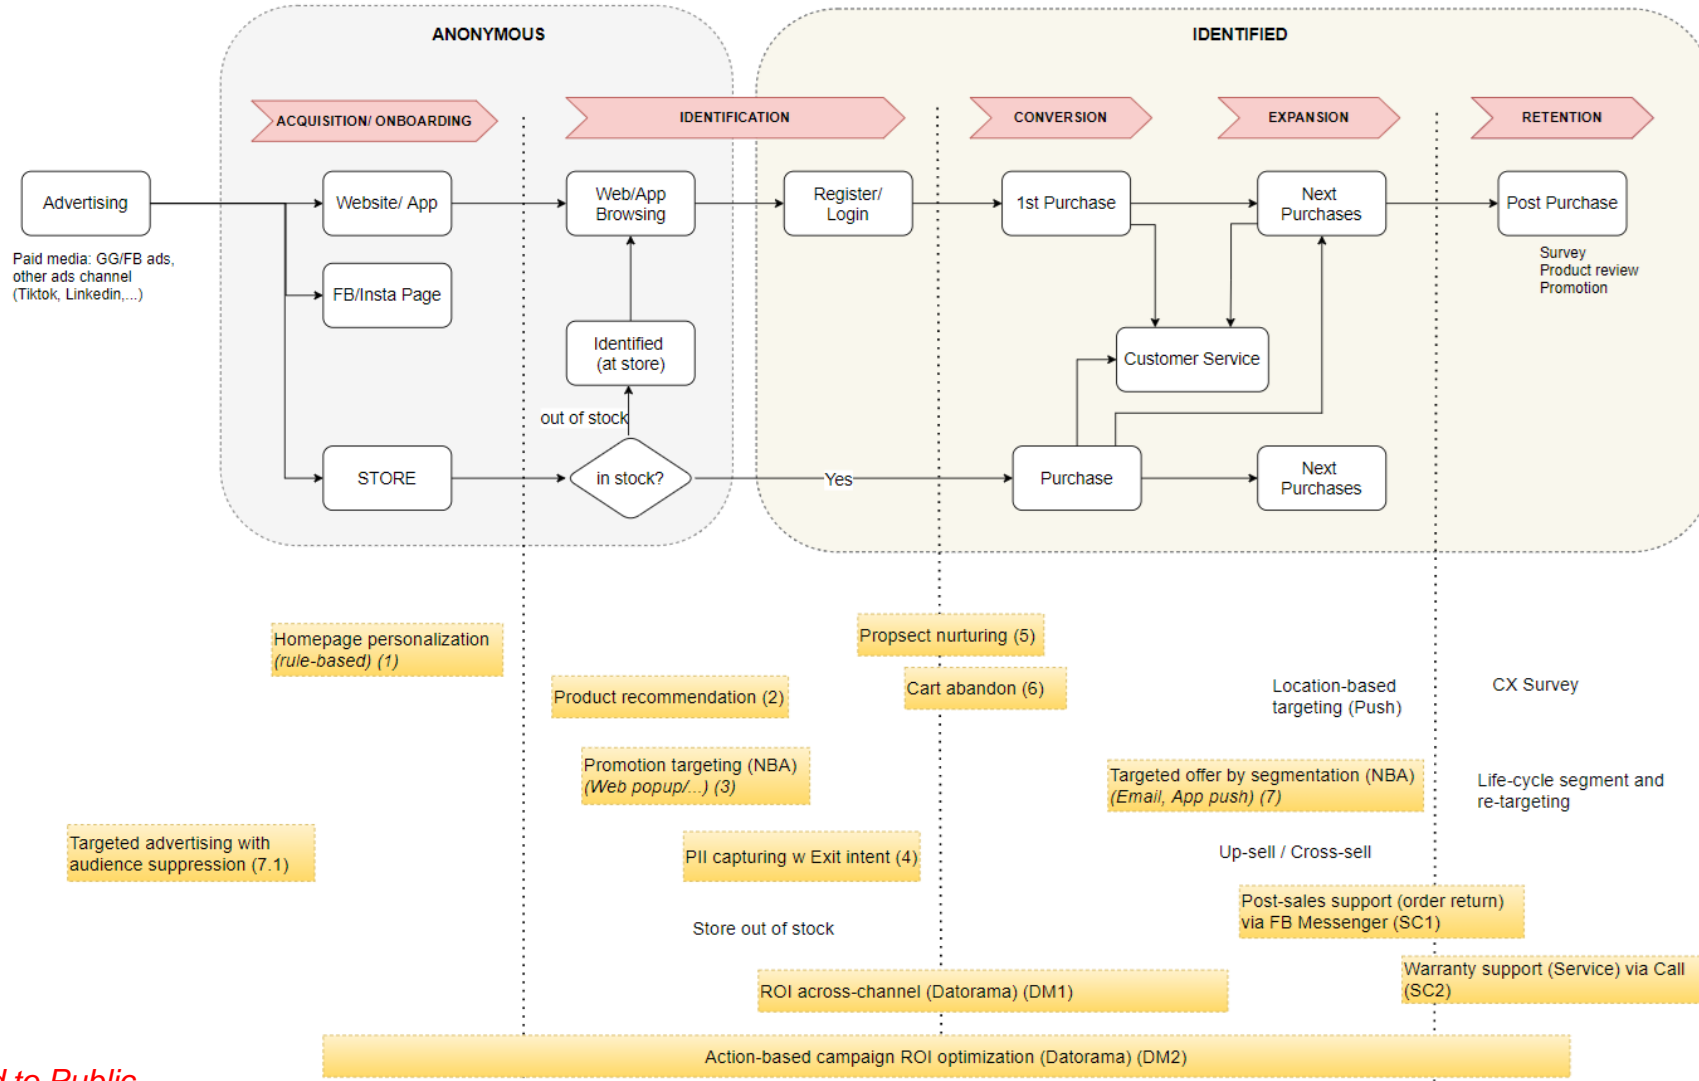 ANONYMOUS
IDENTIFIED
ACQUISITION/ ONBOARDING
IDENTIFICATION
CONVERSION
EXPANSION
RETENTION
Advertising
Website/ App
Web/App
Browsing
Register/
Login
1st Purchase
Next
Purchases
Post Purchase
Paid media: GG/FB ads,
other ads channel
(Tiktok, Linkedin,...)
Survey
Product review
Promotion
FB/Insta Page
Identified
(at store)
Customer Service
out of stock
STORE
in stock?
Yes
Purchase
Next
Purchases
Homepage personalization
(rule-based) (1)
Propsect nurturing (5)
Product recommendation (2)
Cart abandon (6)
Location-based
targeting (Push)
CX Survey
Promotion targeting (NBA)
(Web popup/...) (3)
Targeted offer by segmentation (NBA)
(Email, App push) (7)
Life-cycle segment and
re-targeting
Targeted advertising with
audience suppression (7.1)
PII capturing w Exit intent (4)
Up-sell / Cross-sell
Post-sales support (order return)
via FB Messenger (SC1)
Store out of stock
Warranty support (Service) via Call
(SC2)
ROI across-channel (Datorama) (DM1)
Action-based campaign ROI optimization (Datorama) (DM2)
to Public